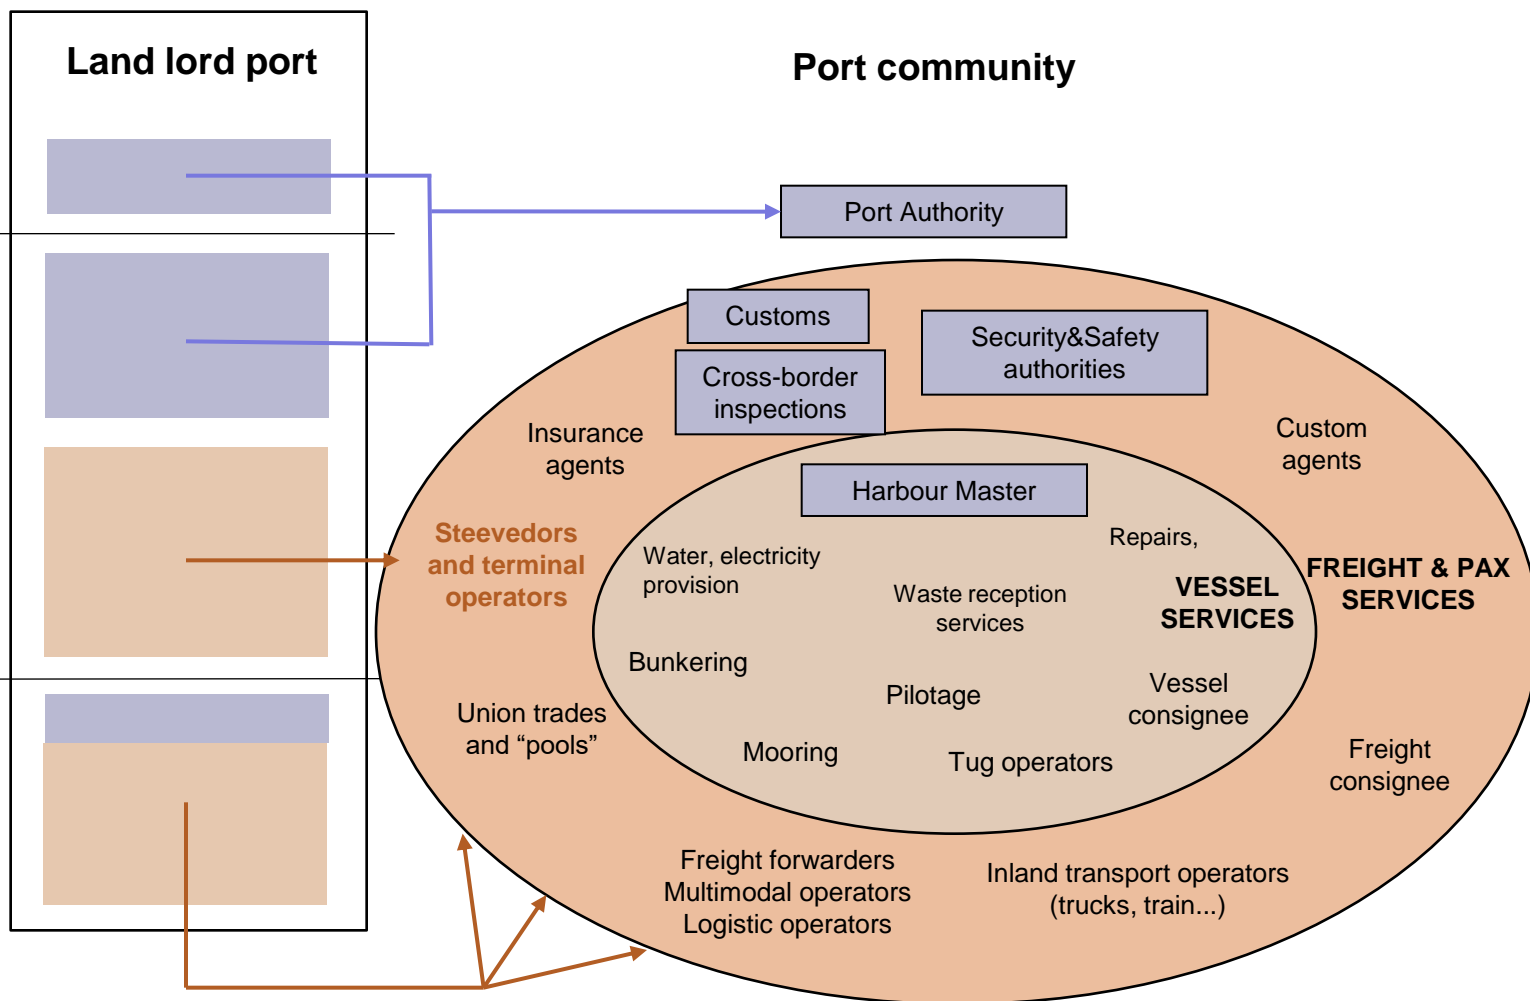 Land lord port
Port community
Port Authority
Customs
Security&Safety
authorities
Cross-border
inspections
Insurance
agents
Custom
agents
Harbour Master
Steevedors
and terminal
operators
Water, electricity
provision
Repairs,
Waste reception
services
VESSEL
SERVICES
FREIGHT & PAX
SERVICES
Bunkering
Pilotage
Vessel
consignee
Union trades
and “pools”
Mooring
Tug operators
Freight
consignee
Freight forwarders
Multimodal operators
Logistic operators
Inland transport operators
(trucks, train...)